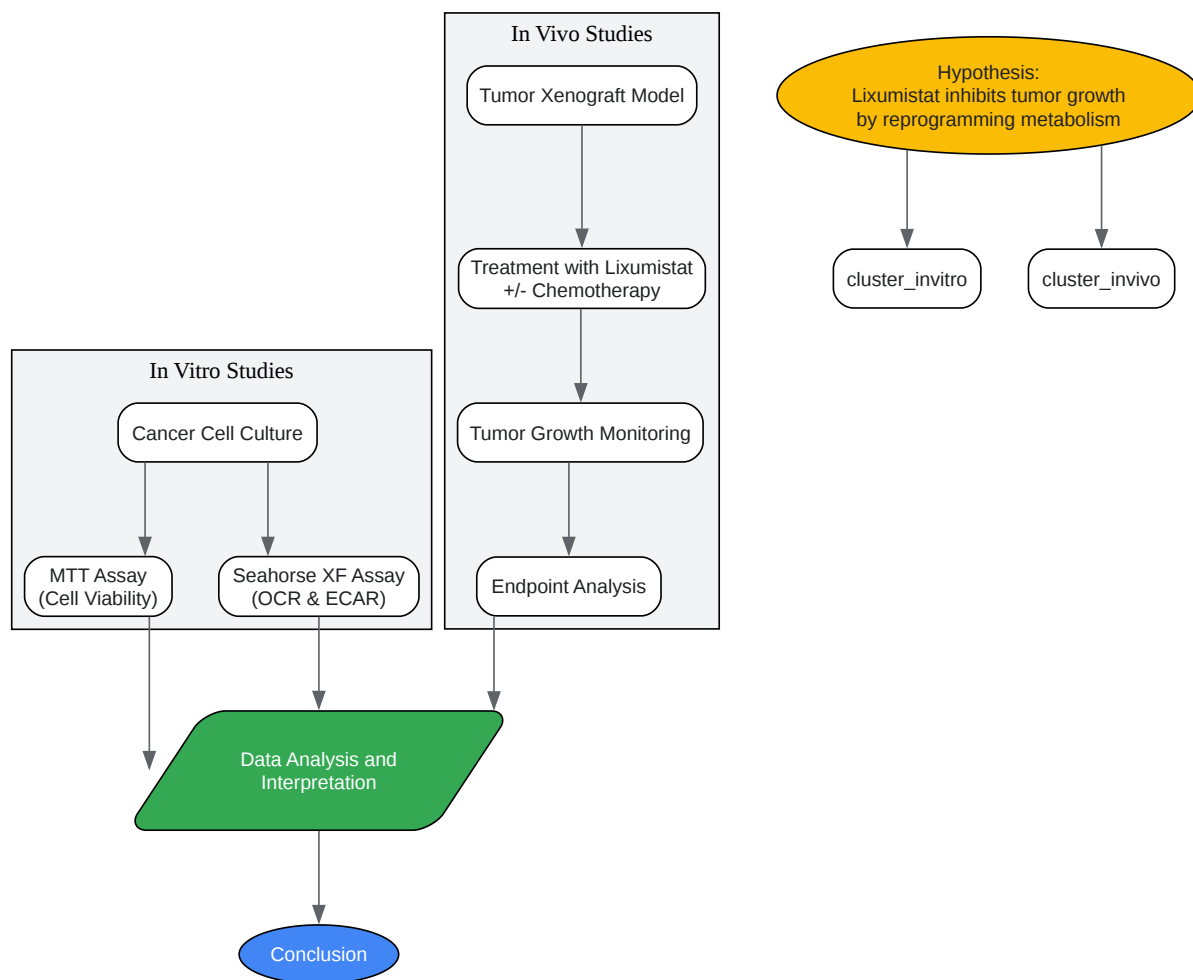 In Vivo Studies
Tumor Xenograft Model
Treatment with Lixumistat
+/- Chemotherapy
Tumor Growth Monitoring
Endpoint Analysis
Hypothesis:
Lixumistat inhibits tumor growth
by reprogramming metabolism
cluster_invitro
cluster_invivo
In Vitro Studies
Cancer Cell Culture
MTT Assay
(Cell Viability)
Seahorse XF Assay
(OCR & ECAR)
Data Analysis and
Interpretation
Conclusion